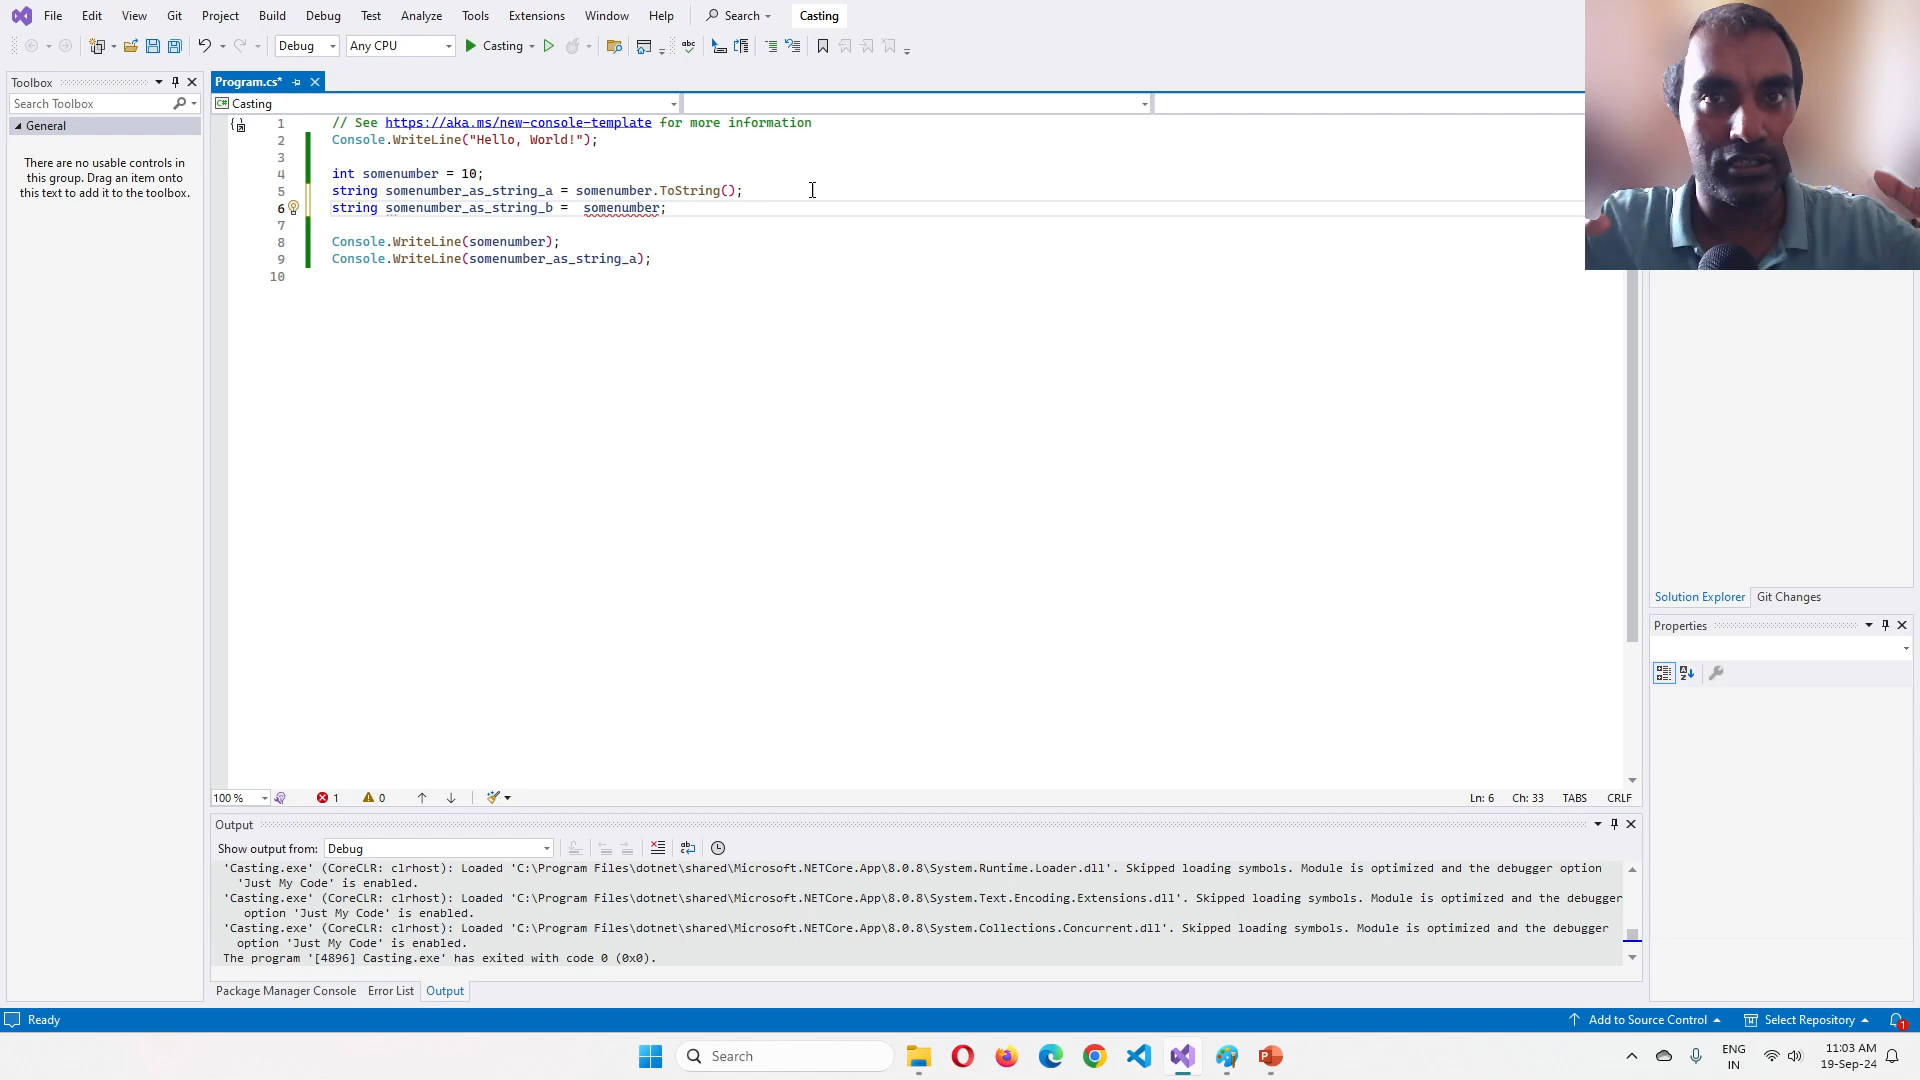 File Edit View Git Project Build Debug Test Analyze Tools Extensions Window Help Search Casting
Debug Any CPU Casting
Toolbox
Search Toolbox
General
There are no usable controls in
this group. Drag an item onto
this text to add it to the toolbox.
Program.cs*
C# Casting
1 // See https://aka.ms/new-console-template for more information
2 Console.WriteLine("Hello, World!");
3
4 int somenumber = 10;
5 string somenumber_as_string_a = somenumber.ToString();
6 string somenumber_as_string_b =  somenumber;
7
8 Console.WriteLine(somenumber);
9 Console.WriteLine(somenumber_as_string_a);
10
100 % 1 0 Ln: 6 Ch: 33 TABS CRLF
Solution Explorer Git Changes
Properties
Output
Show output from: Debug
'Casting.exe' (CoreCLR: clrhost): Loaded 'C:\Program Files\dotnet\shared\Microsoft.NETCore.App\8.0.8\System.Runtime.Loader.dll'. Skipped loading symbols. Module is optimized and the debugger option
'Just My Code' is enabled.
'Casting.exe' (CoreCLR: clrhost): Loaded 'C:\Program Files\dotnet\shared\Microsoft.NETCore.App\8.0.8\System.Text.Encoding.Extensions.dll'. Skipped loading symbols. Module is optimized and the debugger
option 'Just My Code' is enabled.
'Casting.exe' (CoreCLR: clrhost): Loaded 'C:\Program Files\dotnet\shared\Microsoft.NETCore.App\8.0.8\System.Collections.Concurrent.dll'. Skipped loading symbols. Module is optimized and the debugger
option 'Just My Code' is enabled.
The program '[4896] Casting.exe' has exited with code 0 (0x0).
Package Manager Console Error List Output
Ready Add to Source Control Select Repository 1
Search
ENG
IN
11:03 AM
19-Sep-24